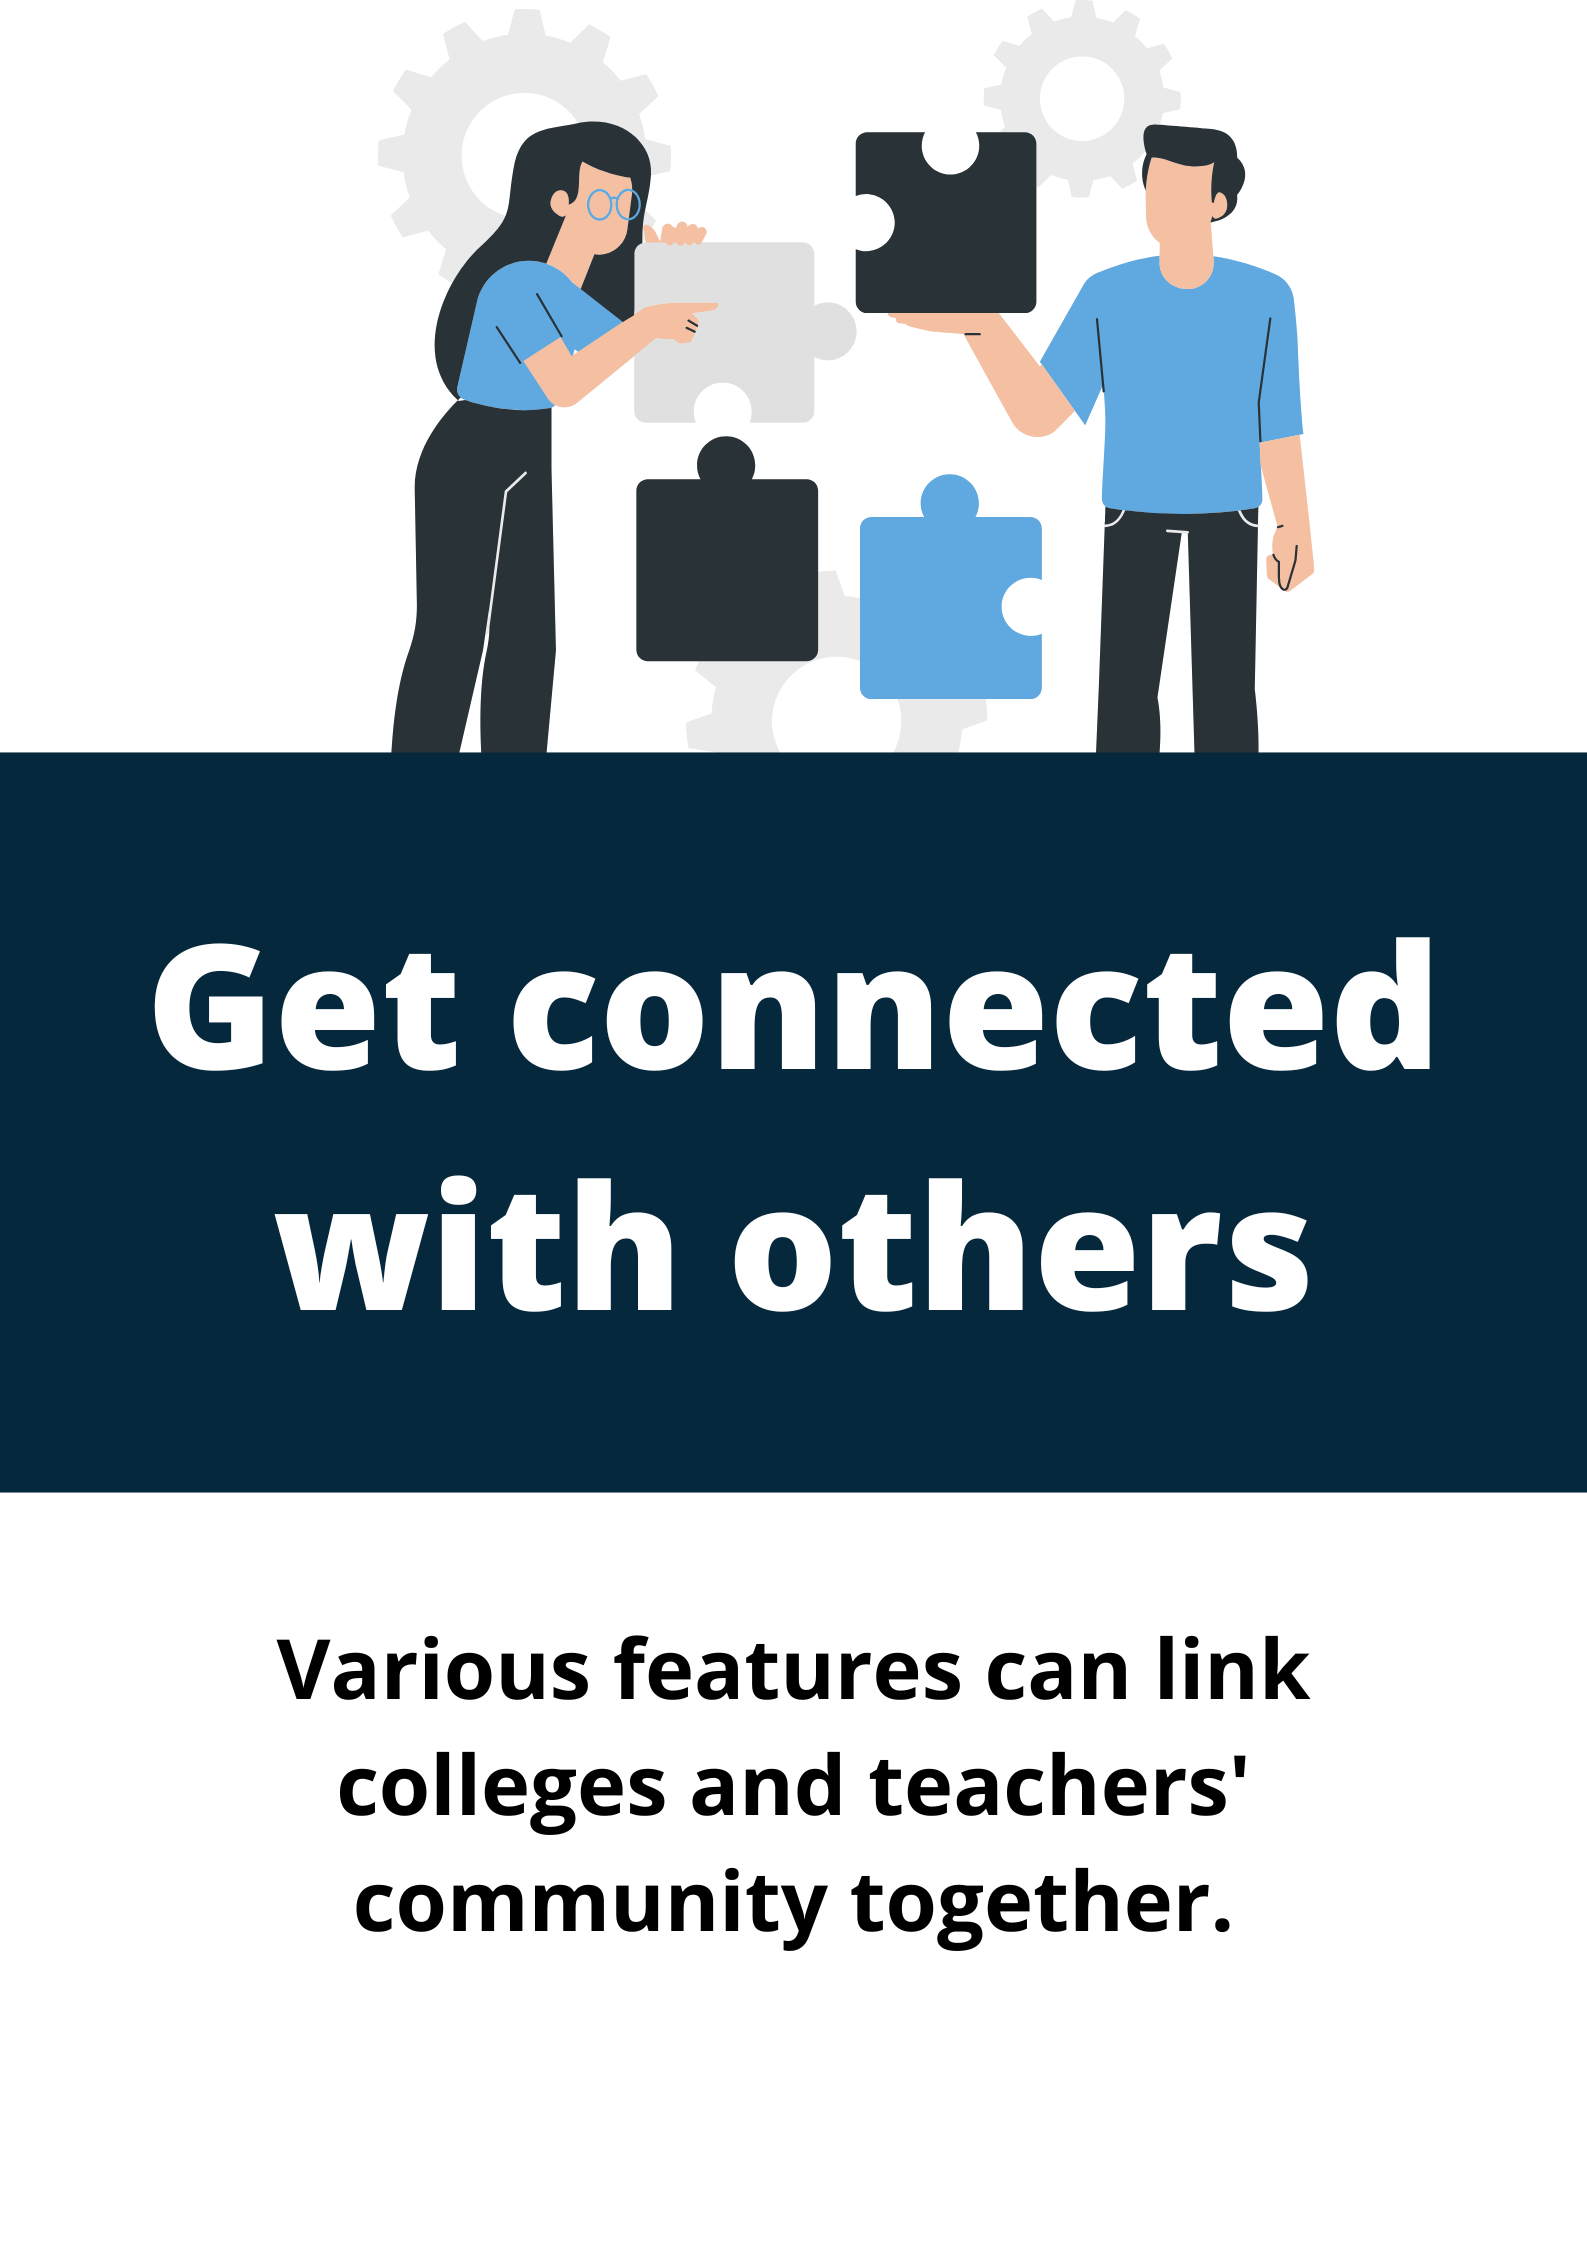 Get connected
with others
Various features can link
colleges and teachers'
community together.